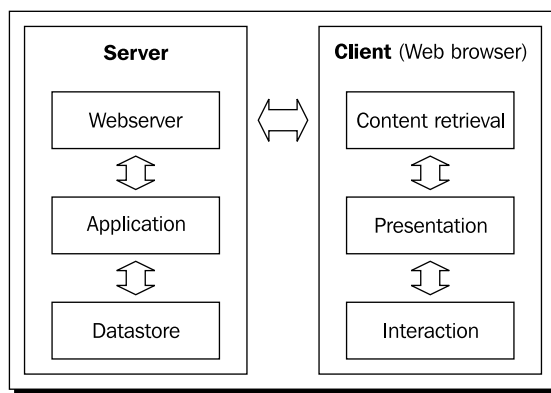 Server
Webserver
Application
Datastore
Client (Web browser)
Content retrieval
Presentation
Interaction